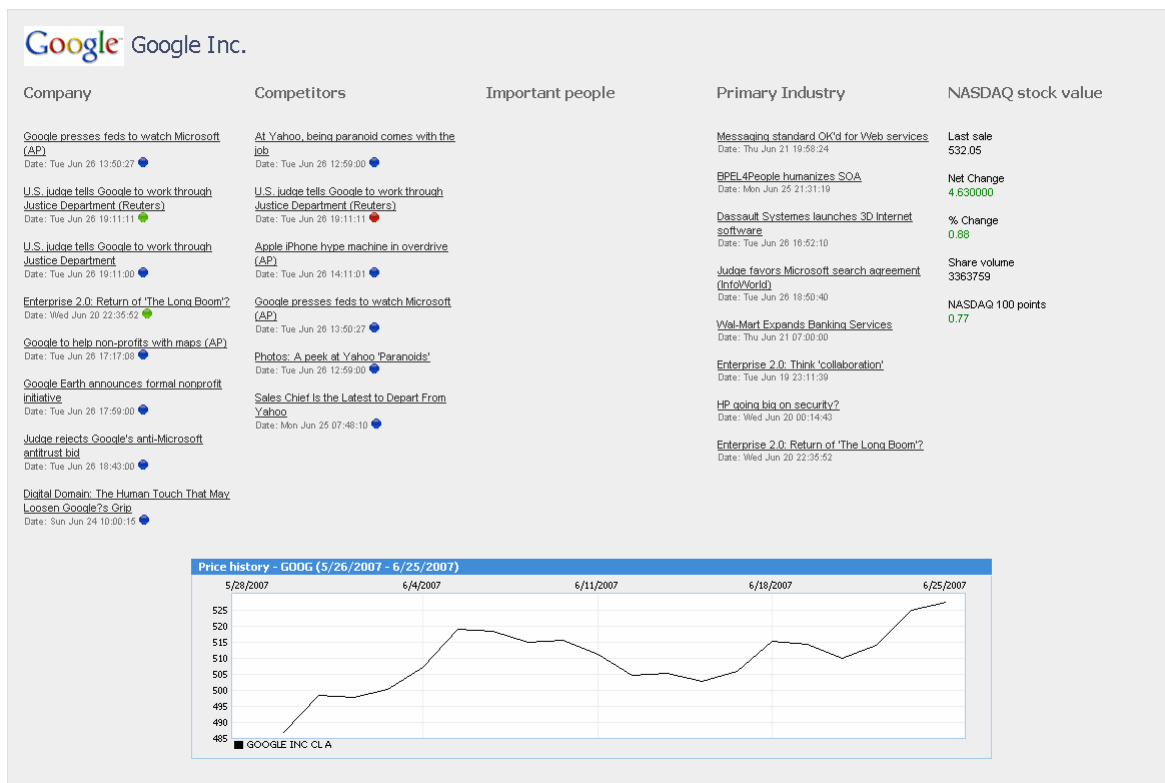 Google Google Inc.
Company
Google presses feds to watch Microsoft
(AP)
Date: Tue Jun 26 13:50:27
U.S. judge tells Google to work through
Justice Department (Reuters)
Date: Tue Jun 26 19:11:11
U.S. judge tells Google to work through
Justice Department
Date: Tue Jun 26 19:11:00
Enterprise 2.0: Return of 'The Long Boom'?
Date: Wed Jun 20 22:35:52
Google to help non-profits with maps (AP)
Date: Tue Jun 26 17:17:08
Google Earth announces formal nonprofit
initiative
Date: Tue Jun 26 17:59:00
Judge rejects Google's anti-Microsoft
antitrust bid
Date: Tue Jun 26 18:43:00
Digital Domain: The Human Touch That May
Loosen Google?s Grip
Date: Sun Jun 24 10:00:15
Competitors
At Yahoo, being paranoid comes with the
job
Date: Tue Jun 26 12:59:00
U.S. judge tells Google to work through
Justice Department (Reuters)
Date: Tue Jun 26 19:11:11
Apple iPhone hype machine in overdrive
(AP)
Date: Tue Jun 26 14:11:01
Google presses feds to watch Microsoft
(AP)
Date: Tue Jun 26 13:50:27
Photos: A peek at Yahoo 'Paranoids'
Date: Tue Jun 26 12:59:00
Sales Chief Is the Latest to Depart From
Yahoo
Date: Mon Jun 25 07:48:10
Important people
Primary Industry
Messaging standard OK'd for Web services
Date: Thu Jun 21 19:58:24
BPEL4People humanizes SOA
Date: Mon Jun 25 21:31:19
Dassault Systemes launches 3D Internet
software
Date: Tue Jun 26 16:52:10
Judge favors Microsoft search agreement
(InfoWorld)
Date: Tue Jun 26 18:50:40
Wal-Mart Expands Banking Services
Date: Thu Jun 21 07:00:00
Enterprise 2.0: Think 'collaboration'
Date: Tue Jun 19 23:11:39
HP going big on security?
Date: Wed Jun 20 00:14:43
Enterprise 2.0: Return of 'The Long Boom'?
Date: Wed Jun 20 22:35:52
NASDAQ stock value
Last sale
532.05
Net Change
4.630000
% Change
0.88
Share volume
3363759
NASDAQ 100 points
0.77
Price history - GOOG (5/26/2007 - 6/25/2007)
5/28/2007 6/4/2007 6/11/2007 6/18/2007 6/25/2007
525
520
515
510
505
500
495
490
485
GOOGLE INC CL A